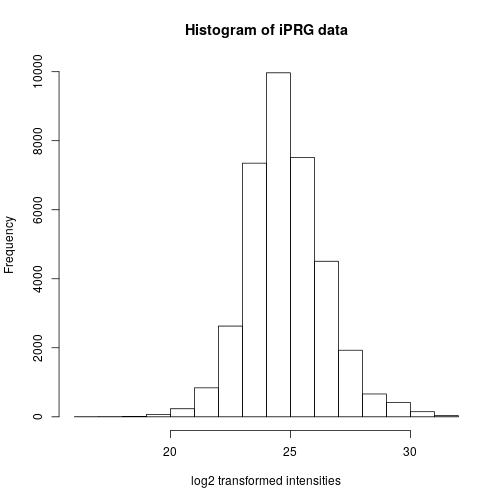 Histogram of iPRG data
Frequency
10000
8000
6000
4000
2000
0
20 25 30
log2 transformed intensities